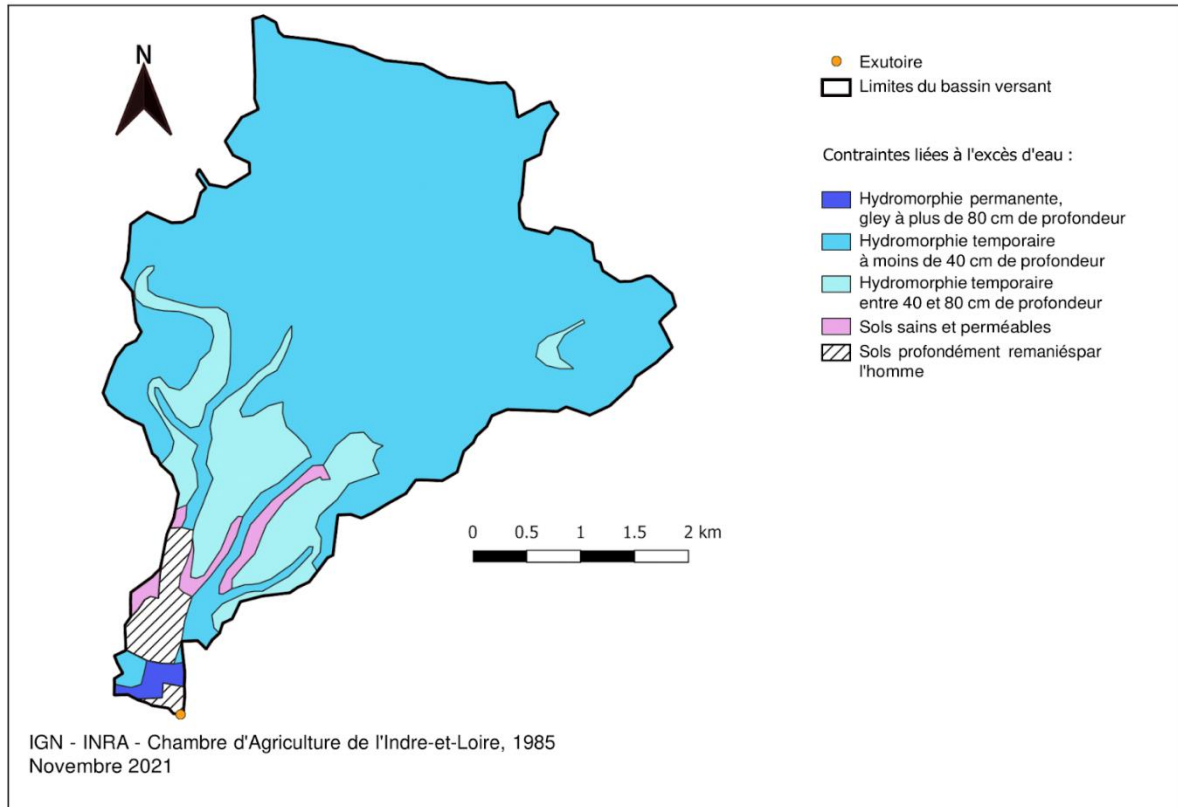 N
Exutoire
Limites du bassin versant
Contraintes liées à l'excès d'eau :
Hydromorphie permanente,
gley à plus de 80 cm de profondeur
Hydromorphie temporaire
à moins de 40 cm de profondeur
Hydromorphie temporaire
entre 40 et 80 cm de profondeur
Sols sains et perméables
Sols profondément remaniéspar
l'homme
0 0.5 1 1.5 2 km
IGN - INRA - Chambre d'Agriculture de l'Indre-et-Loire, 1985
Novembre 2021